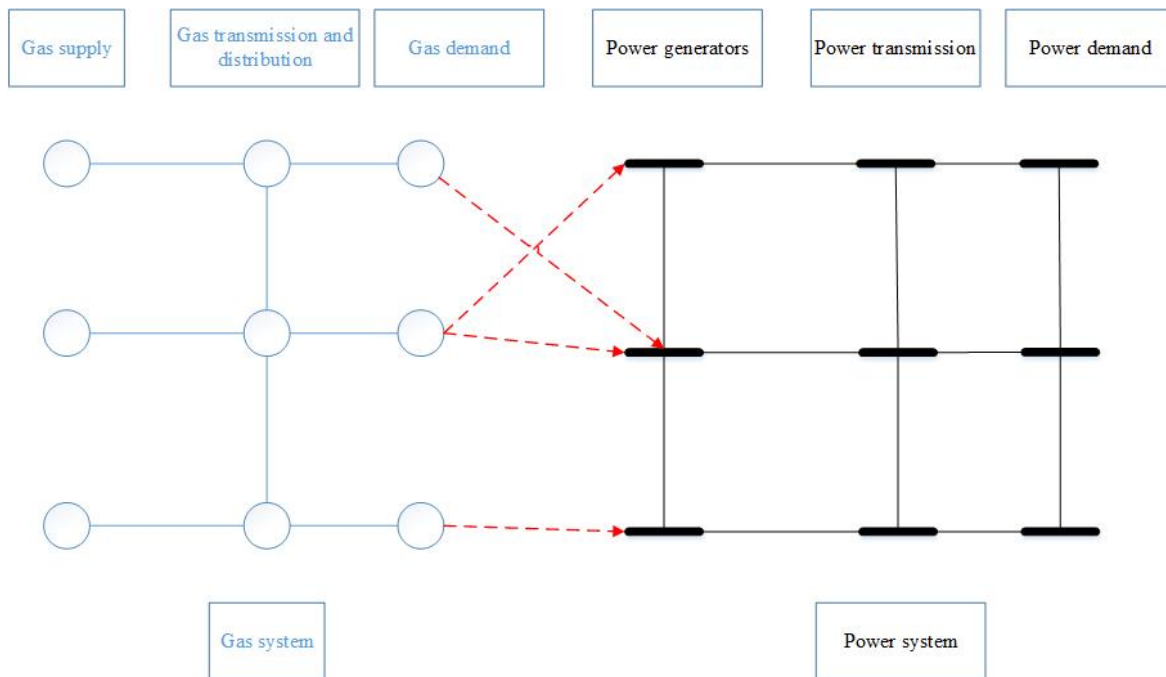 Gas supply
Gas transmission and
distribution
Gas demand
Power generators
Power transmission
Power demand
Gas system
Power system